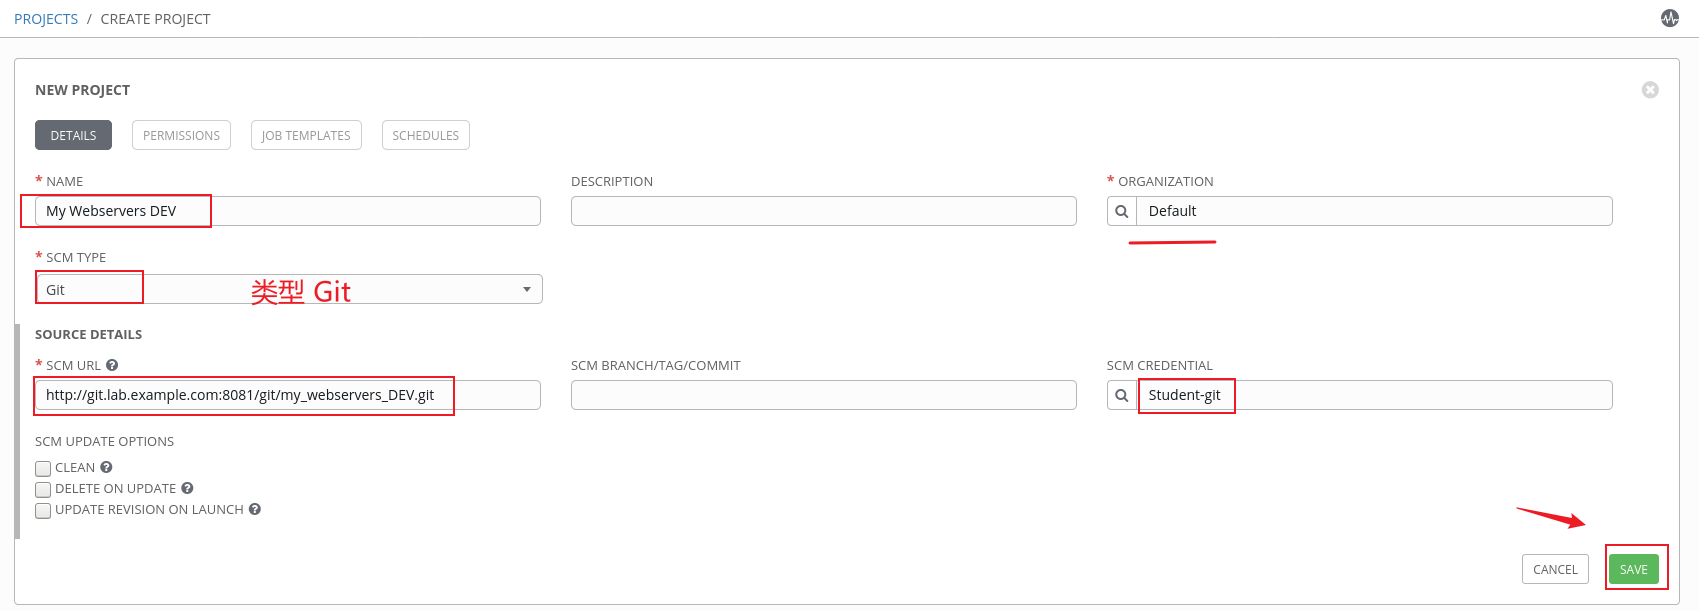 PROJECTS / CREATE PROJECT
NEW PROJECT
DETAILS PERMISSIONS JOB TEMPLATES SCHEDULES
* NAME DESCRIPTION * ORGANIZATION
My Webservers DEV Default
* SCM TYPE
Git 类型 Git
SOURCE DETAILS
* SCM URL ? SCM BRANCH/TAG/COMMIT SCM CREDENTIAL
http://git.lab.example.com:8081/git/my_webservers_DEV.git Student-git
SCM UPDATE OPTIONS
CLEAN ?
DELETE ON UPDATE ?
UPDATE REVISION ON LAUNCH ?
CANCEL SAVE